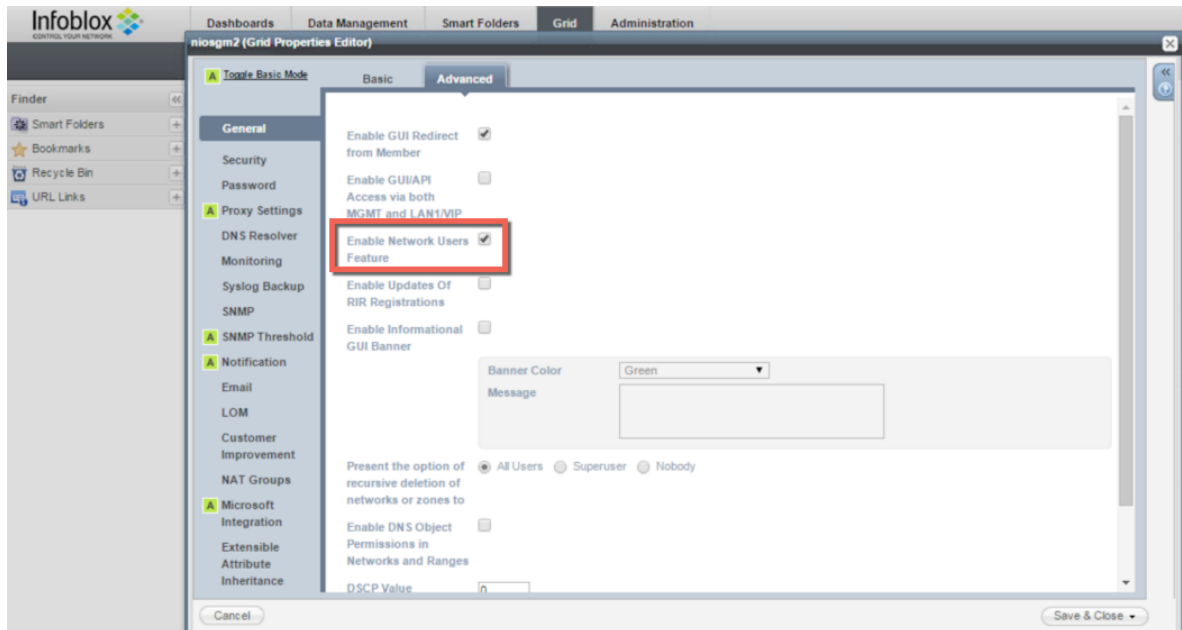 Infoblox
CONTROL YOUR NETWORK
Dashboards Data Management Smart Folders Grid Administration
niosgm2 (Grid Properties Editor)
A Toggle Basic Mode
Basic Advanced
Finder
Smart Folders
Bookmarks
Recycle Bin
URL Links
General
Security
Password
A Proxy Settings
DNS Resolver
Monitoring
Syslog Backup
SNMP
A SNMP Threshold
A Notification
Email
LOM
Customer
Improvement
NAT Groups
A Microsoft
Integration
Extensible
Attribute
Inheritance
Enable GUI Redirect
from Member
Enable GUI/API
Access via both
MGMT and LAN1/VIP
Enable Network Users
Feature
Enable Updates Of
RIR Registrations
Enable Informational
GUI Banner
Banner Color Green
Message
Present the option of
recursive deletion of
networks or zones to
All Users Superuser Nobody
Enable DNS Object
Permissions in
Networks and Ranges
DSCP Value 0
Cancel
Save & Close